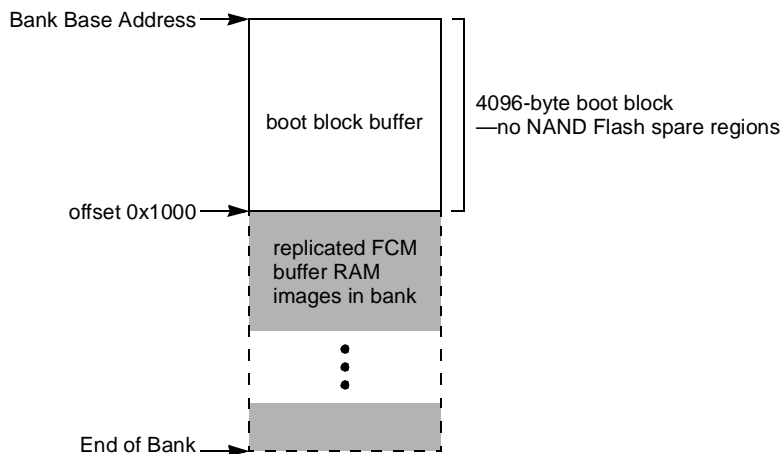 Bank Base Address
boot block buffer
4096-byte boot block
—no NAND Flash spare regions
offset 0x1000
replicated FCM
buffer RAM
images in bank
End of Bank